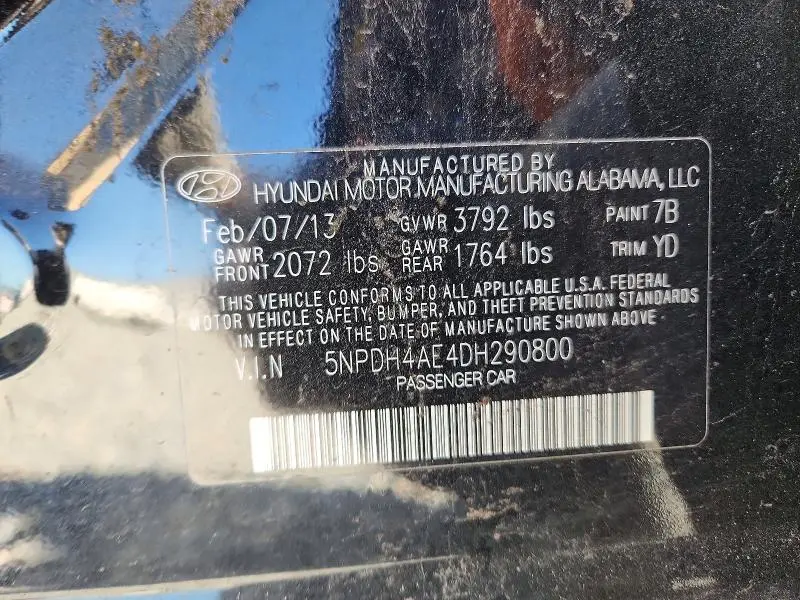 MANUFACTURED BY
HYUNDAI MOTOR MANUFACTURING ALABAMA, LLC
Feb/07/13 GVWR 3792 lbs PAINT 7B
GAWR FRONT 2072 lbs GAWR REAR 1764 lbs TRIM YD
THIS VEHICLE CONFORMS TO ALL APPLICABLE U.S.A. FEDERAL
MOTOR VEHICLE SAFETY, BUMPER, AND THEFT PREVENTION STANDARDS
IN EFFECT ON THE DATE OF MANUFACTURE SHOWN ABOVE
V.I.N 5NPDH4AE4DH290800
PASSENGER CAR